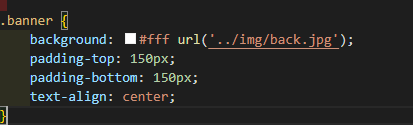 .banner {
background: #fff url('../img/back.jpg');
padding-top: 150px;
padding-bottom: 150px;
text-align: center;
}